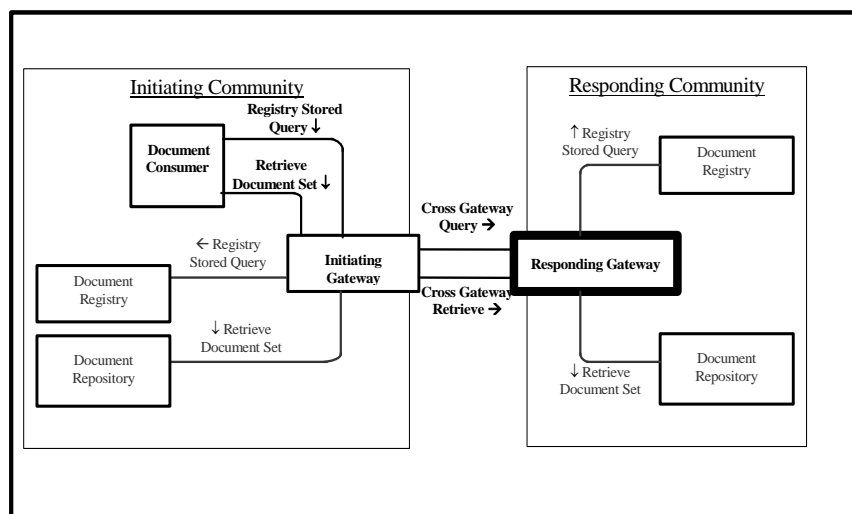 Initiating Community
Registry Stored
Query ↓
Document
Consumer
Retrieve
Document Set ↓
← Registry
Stored Query
Initiating
Gateway
Document
Registry
↓ Retrieve
Document Set
Document
Repository
Cross Gateway
Query →
Cross Gateway
Retrieve →
Responding Community
↑ Registry
Stored Query
Document
Registry
Responding Gateway
↓ Retrieve
Document Set
Document
Repository